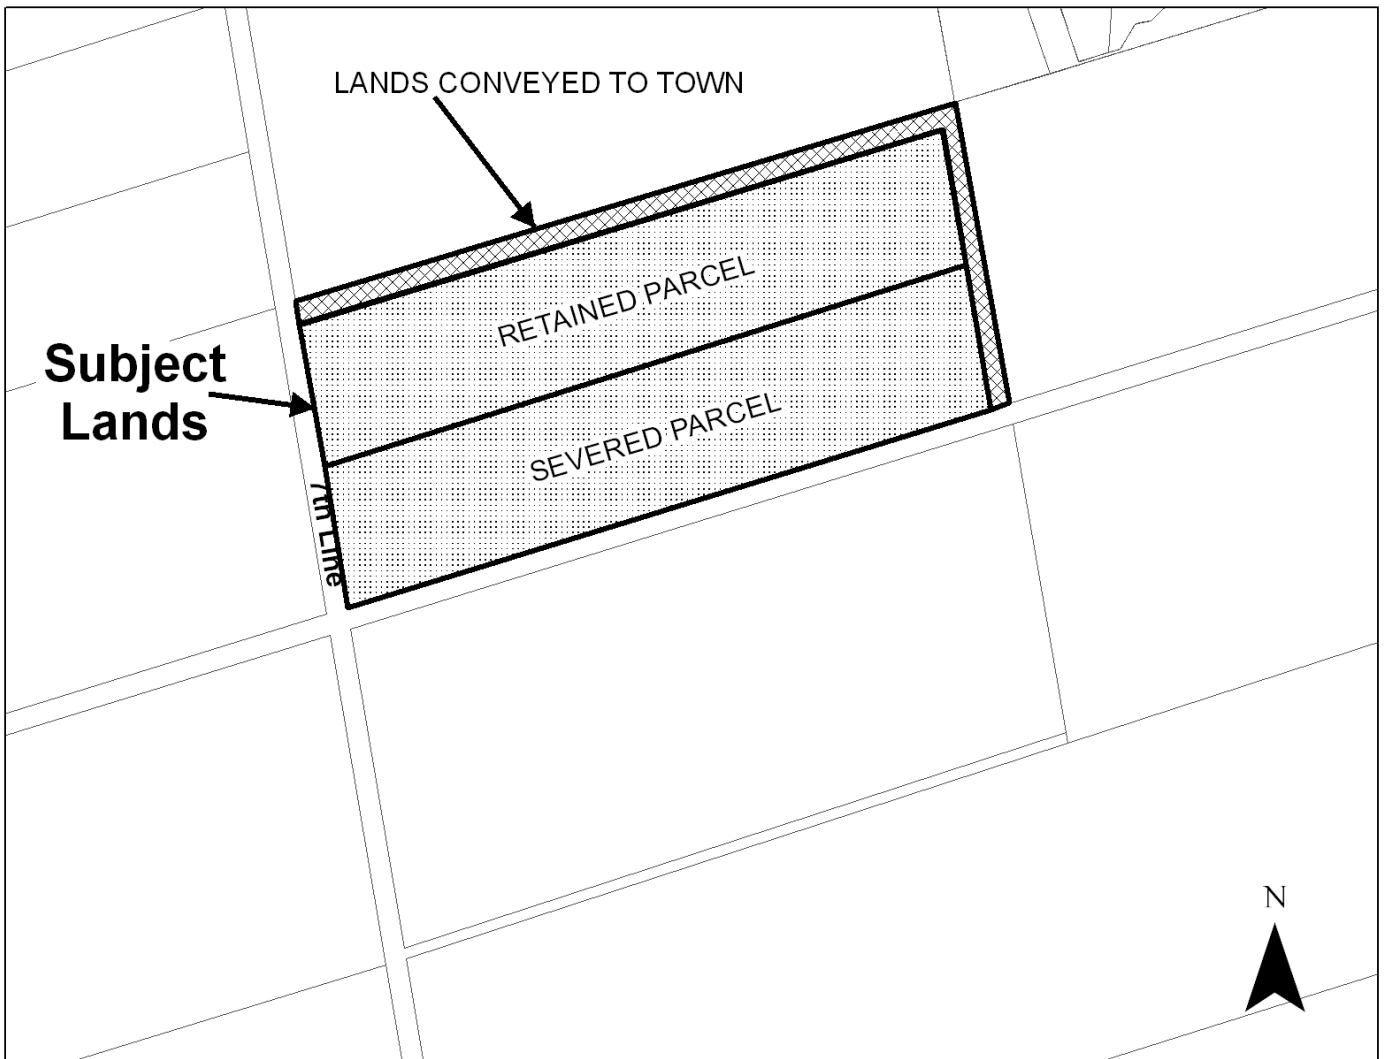 LANDS CONVEYED TO TOWN
RETAINED PARCEL
Subject
Lands
SEVERED PARCEL
7th Line
N